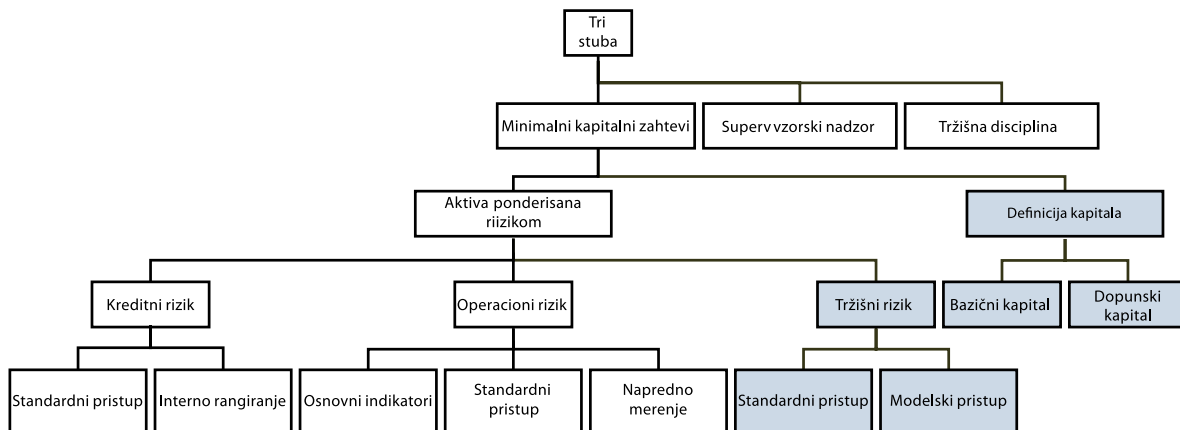 Tri
stuba
Minimalni kapitalni zahtevi
Superv vzorski nadzor
Tržišna disciplina
Aktiva ponderisana
riizikom
Definicija kapitala
Kreditni rizik
Operacioni rizik
Tržišni rizik
Bazični kapital
Dopunski
kapital
Standardni pristup
Interno rangiranje
Osnovni indikatori
Standardni
pristup
Napredno
merenje
Standardni pristup
Modelski pristup